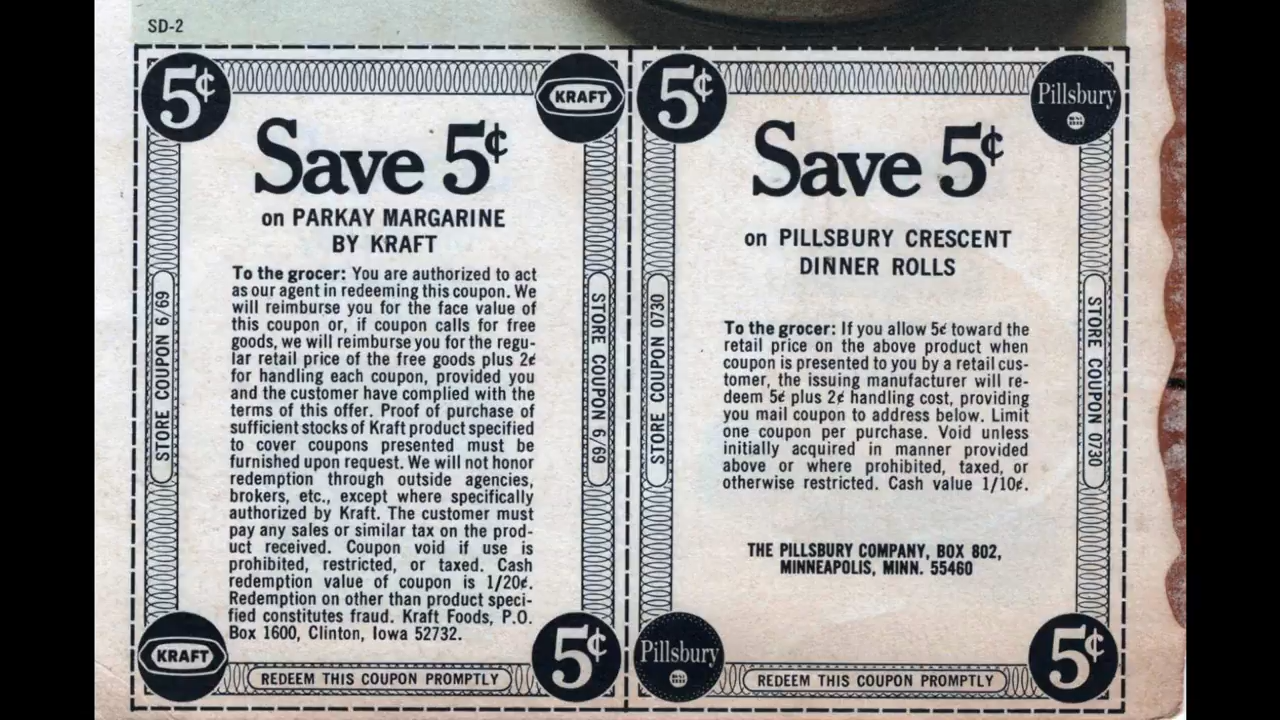 SD-2
5¢
KRAFT
Save 5¢
on PARKAY MARGARINE
BY KRAFT
To the grocer: You are authorized to act
as our agent in redeeming this coupon. We
will reimburse you for the face value of
this coupon or, if coupon calls for free
goods, we will reimburse you for the regu-
lar retail price of the free goods plus 2¢
for handling each coupon, provided you
and the customer have complied with the
terms of this offer. Proof of purchase of
sufficient stocks of Kraft product specified
to cover coupons presented must be
furnished upon request. We will not honor
redemption through outside agencies,
brokers, etc., except where specifically
authorized by Kraft. The customer must
pay any sales or similar tax on the prod-
uct received. Coupon void if use is
prohibited, restricted, or taxed. Cash
redemption value of coupon is 1/20¢.
Redemption on other than product speci-
fied constitutes fraud. Kraft Foods, P.O.
Box 1600, Clinton, Iowa 52732.
STORE COUPON 6/69
STORE COUPON 6/69
KRAFT
REDEEM THIS COUPON PROMPTLY
5¢
5¢
Pillsbury
Save 5¢
on PILLSBURY CRESCENT
DINNER ROLLS
To the grocer: If you allow 5¢ toward the
retail price on the above product when
coupon is presented to you by a retail cus-
tomer, the issuing manufacturer will re-
deem 5¢ plus 2¢ handling cost, providing
you mail coupon to address below. Limit
one coupon per purchase. Void unless
initially acquired in manner provided
above or where prohibited, taxed, or
otherwise restricted. Cash value 1/10¢.
THE PILLSBURY COMPANY, BOX 802,
MINNEAPOLIS, MINN. 55460
STORE COUPON 0730
STORE COUPON 0730
Pillsbury
REDEEM THIS COUPON PROMPTLY
5¢